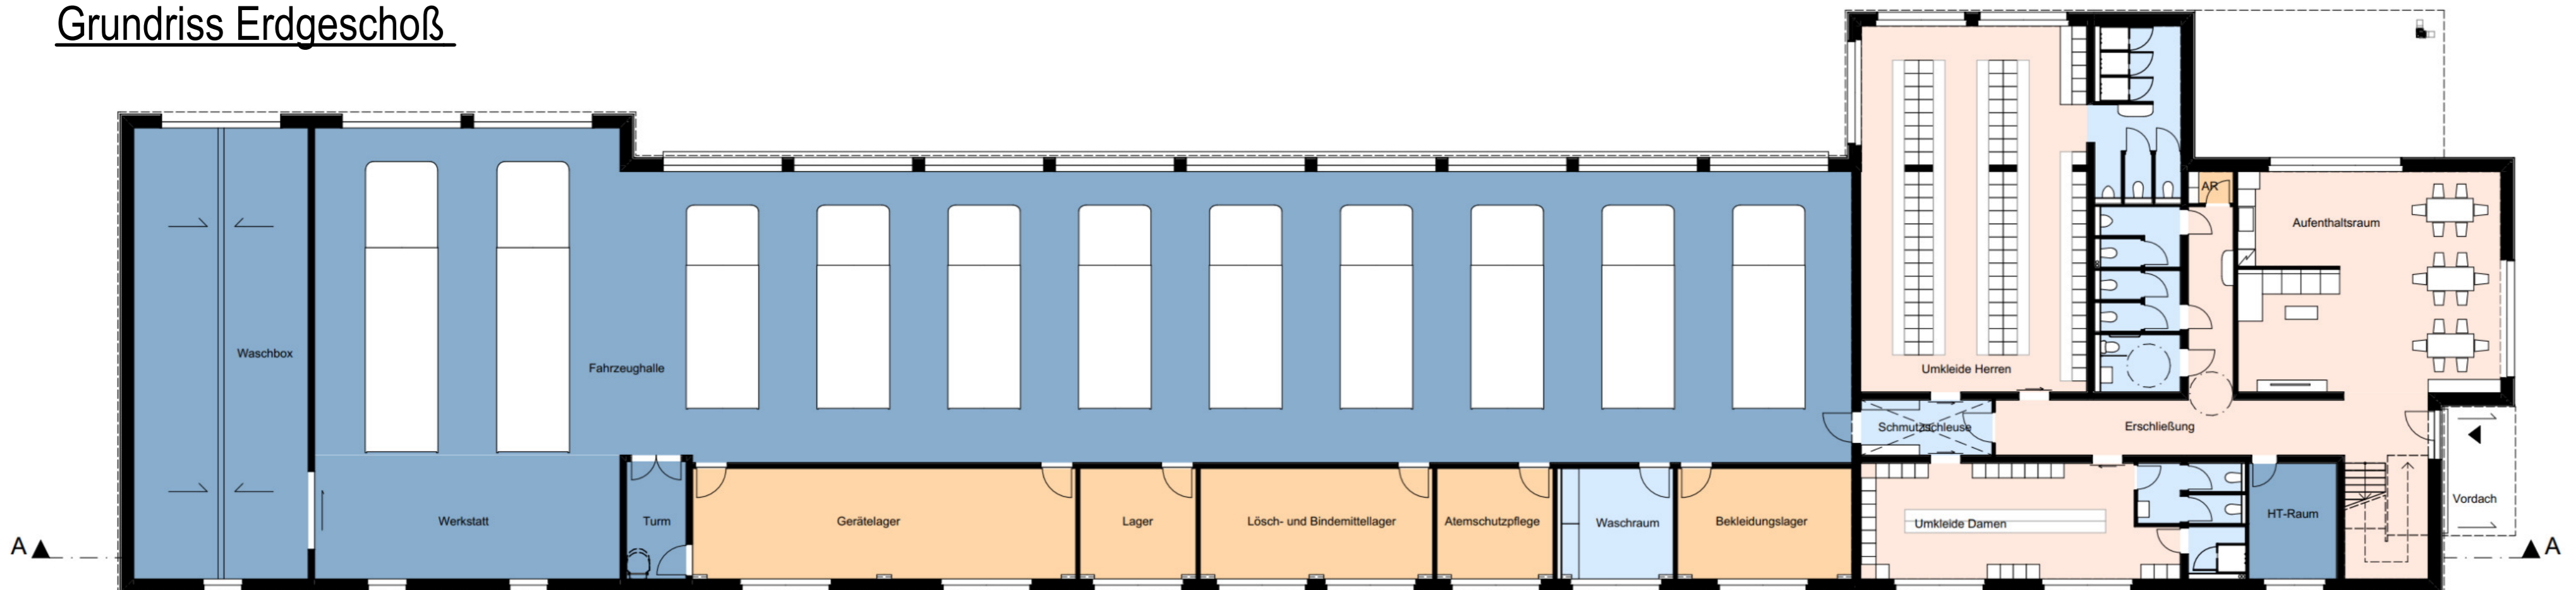 Grundriss Erdgeschoß
AR
Aufenthaltsraum
Waschbox
Fahrzeughalle
Umkleide Herren
Schmutzschleuse
Erschließung
Vordach
Werkstatt
Turm
Gerätelager
Lager
Lösch- und Bindemittellager
Atemschutzpflege
Waschraum
Bekleidungslager
Umkleide Damen
HT-Raum
A
A